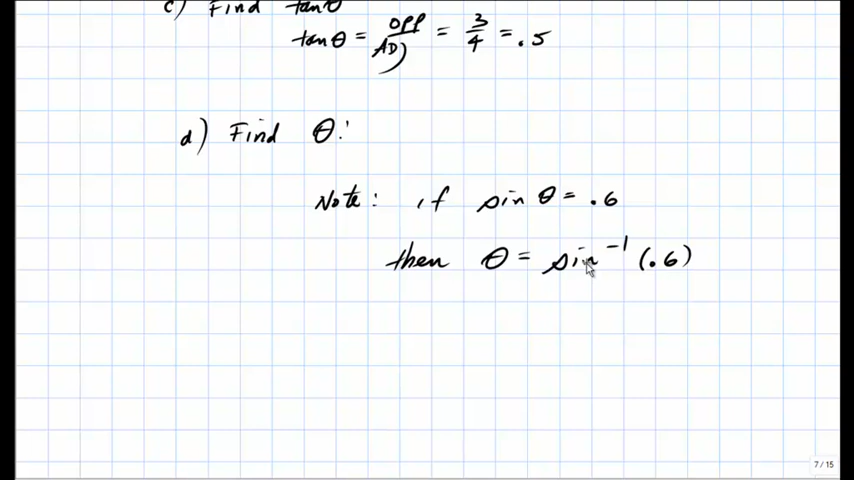 c) Find tanθ
tanθ = OPP/ADJ = 3/4 = .5
d) Find θ:
Note: if sin θ = .6
then θ = sin⁻¹ (.6)
7 / 15